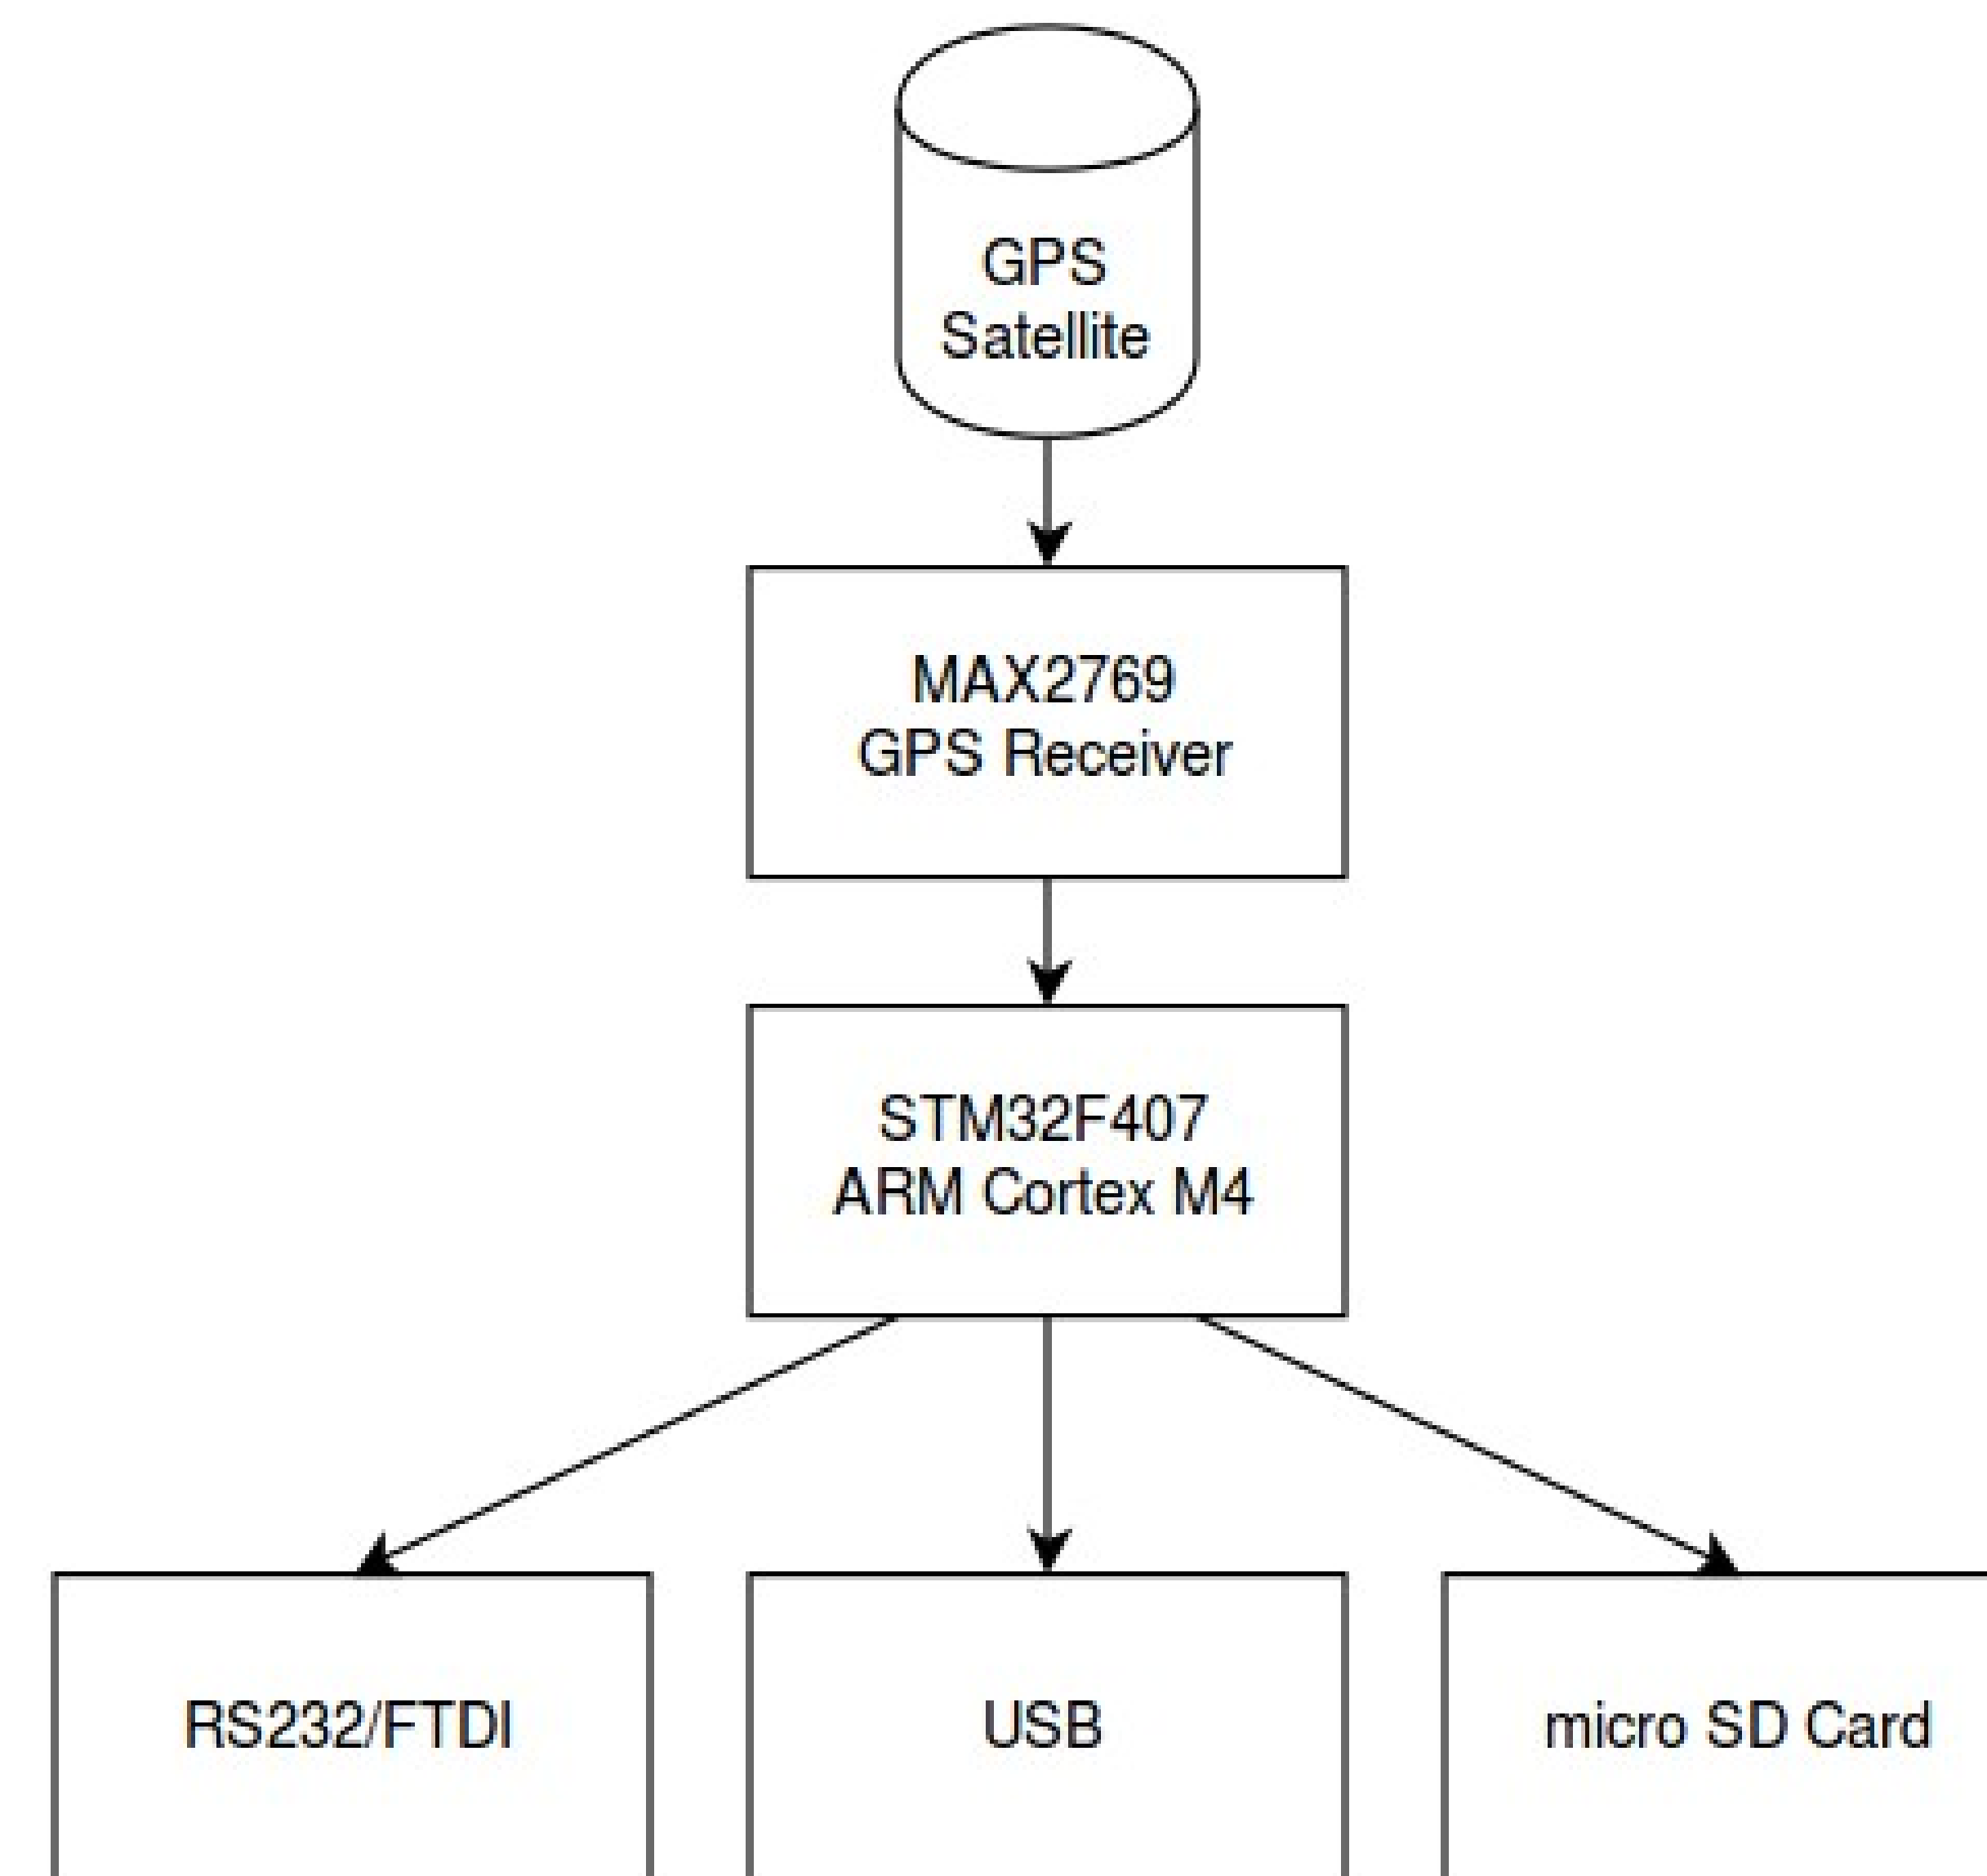 GPS
Satellite
MAX2769
GPS Receiver
STM32F407
ARM Cortex M4
RS232/FTDI
USB
micro SD Card